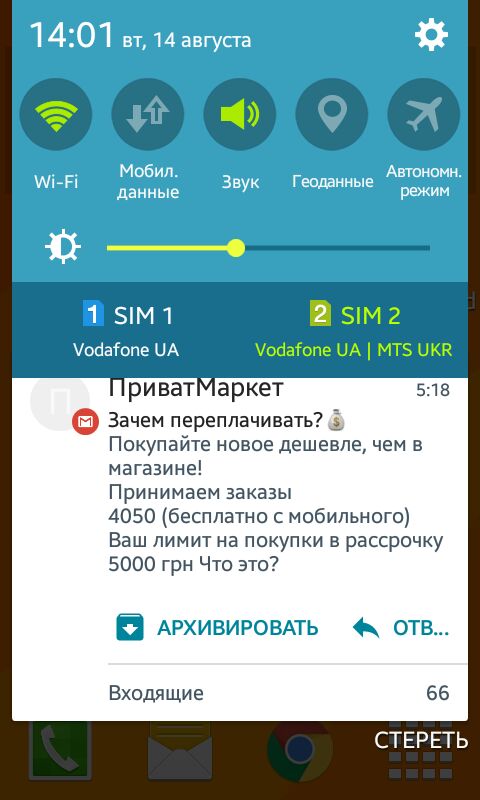 14:01 вт, 14 августа
Wi-Fi
Мобил.
данные
Звук
Геоданные
Автономн.
режим
1 SIM 1
Vodafone UA
2 SIM 2
Vodafone UA | MTS UKR
П
ПриватМаркет 5:18
Зачем переплачивать?💰
Покупайте новое дешевле, чем в
магазине!
Принимаем заказы
4050 (бесплатно с мобильного)
Ваш лимит на покупки в рассрочку
5000 грн Что это?
АРХИВИРОВАТЬ
ОТВ...
Входящие 66
СТЕРЕТЬ